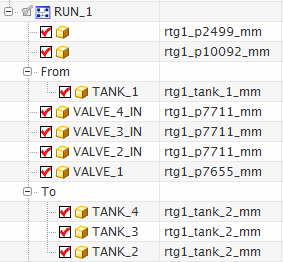 RUN_1
rtg1_p2499_mm
rtg1_p10092_mm
From
TANK_1 rtg1_tank_1_mm
VALVE_4_IN rtg1_p7711_mm
VALVE_3_IN rtg1_p7711_mm
VALVE_2_IN rtg1_p7711_mm
VALVE_1 rtg1_p7655_mm
To
TANK_4 rtg1_tank_2_mm
TANK_3 rtg1_tank_2_mm
TANK_2 rtg1_tank_2_mm